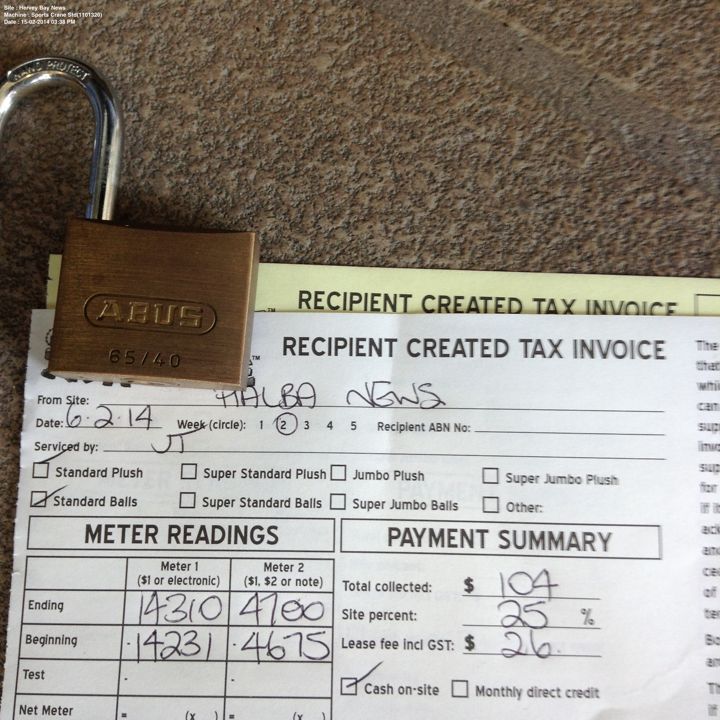 Site : Hervey Bay News
Machine : Sports Crane Std(1101326)
Date : 15-02-2014 03:38 PM
NANO PROTECT
ABUS
65/40
RECIPIENT CREATED TAX INVOICE
RECIPIENT CREATED TAX INVOICE
From Site: HALBA NEWS
Date: 6.2.14 Week (circle): 1 2 3 4 5 Recipient ABN No:
Serviced by: JT
Standard Plush Super Standard Plush Jumbo Plush Super Jumbo Plush
Standard Balls Super Standard Balls Super Jumbo Balls Other:
METER READINGS PAYMENT SUMMARY
Meter 1 Meter 2
($1 or electronic) ($1, $2 or note)
Total collected: $ 104
Ending 14310 4700
Site percent: 25 %
Beginning 14231 4675
Lease fee incl GST: $ 26.
Test
Cash on-site Monthly direct credit
Net Meter = (x ) = (x )